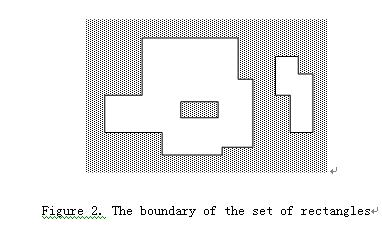 Figure 2. The boundary of the set of rectangles